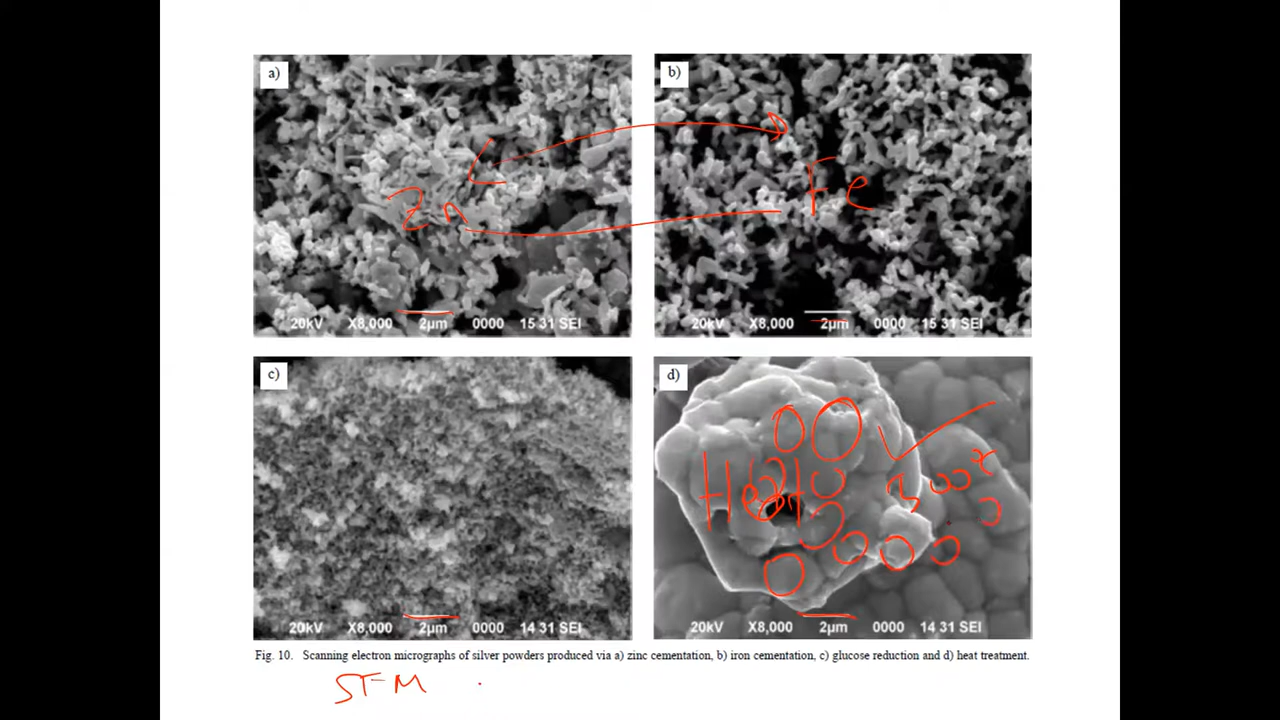 a)
b)
Zn
Fe
20kV X8,000 2μm 0000 15 31 SEI
20kV X8,000 2μm 0000 15 31 SEI
c)
d)
Heat
20kV X8,000 2μm 0000 14 31 SEI
20kV X8,000 2μm 0000 14 31 SEI
Fig. 10. Scanning electron micrographs of silver powders produced via a) zinc cementation, b) iron cementation, c) glucose reduction and d) heat treatment.
SEM